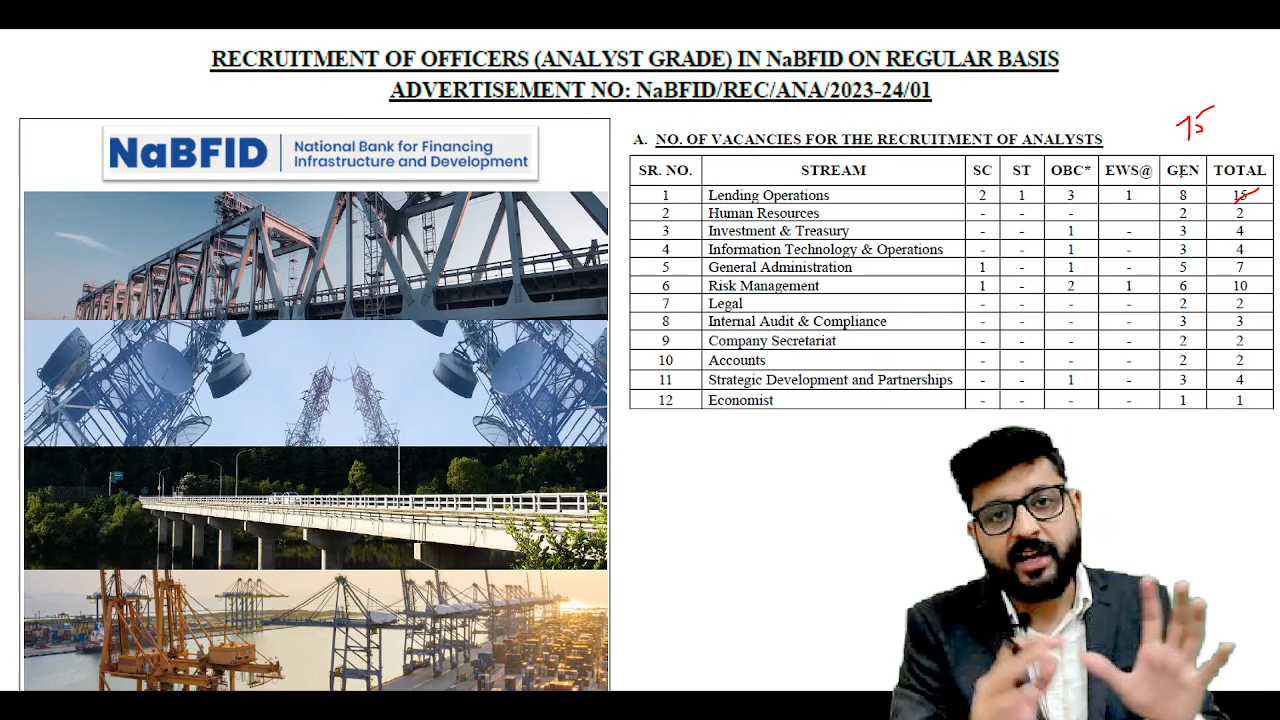 RECRUITMENT OF OFFICERS (ANALYST GRADE) IN NaBFID ON REGULAR BASIS
ADVERTISEMENT NO: NaBFID/REC/ANA/2023-24/01
NaBFID National Bank for Financing
Infrastructure and Development
15
A. NO. OF VACANCIES FOR THE RECRUITMENT OF ANALYSTS
SR. NO. STREAM SC ST OBC* EWS@ GEN TOTAL
1 Lending Operations 2 1 3 1 8 15
2 Human Resources - - - 2 2
3 Investment & Treasury - - 1 - 3 4
4 Information Technology & Operations - - 1 - 3 4
5 General Administration 1 - 1 - 5 7
6 Risk Management 1 - 2 1 6 10
7 Legal - - - - 2 2
8 Internal Audit & Compliance - - - - 3 3
9 Company Secretariat - - - - 2 2
10 Accounts - - - - 2 2
11 Strategic Development and Partnerships - - 1 - 3 4
12 Economist - - - - 1 1